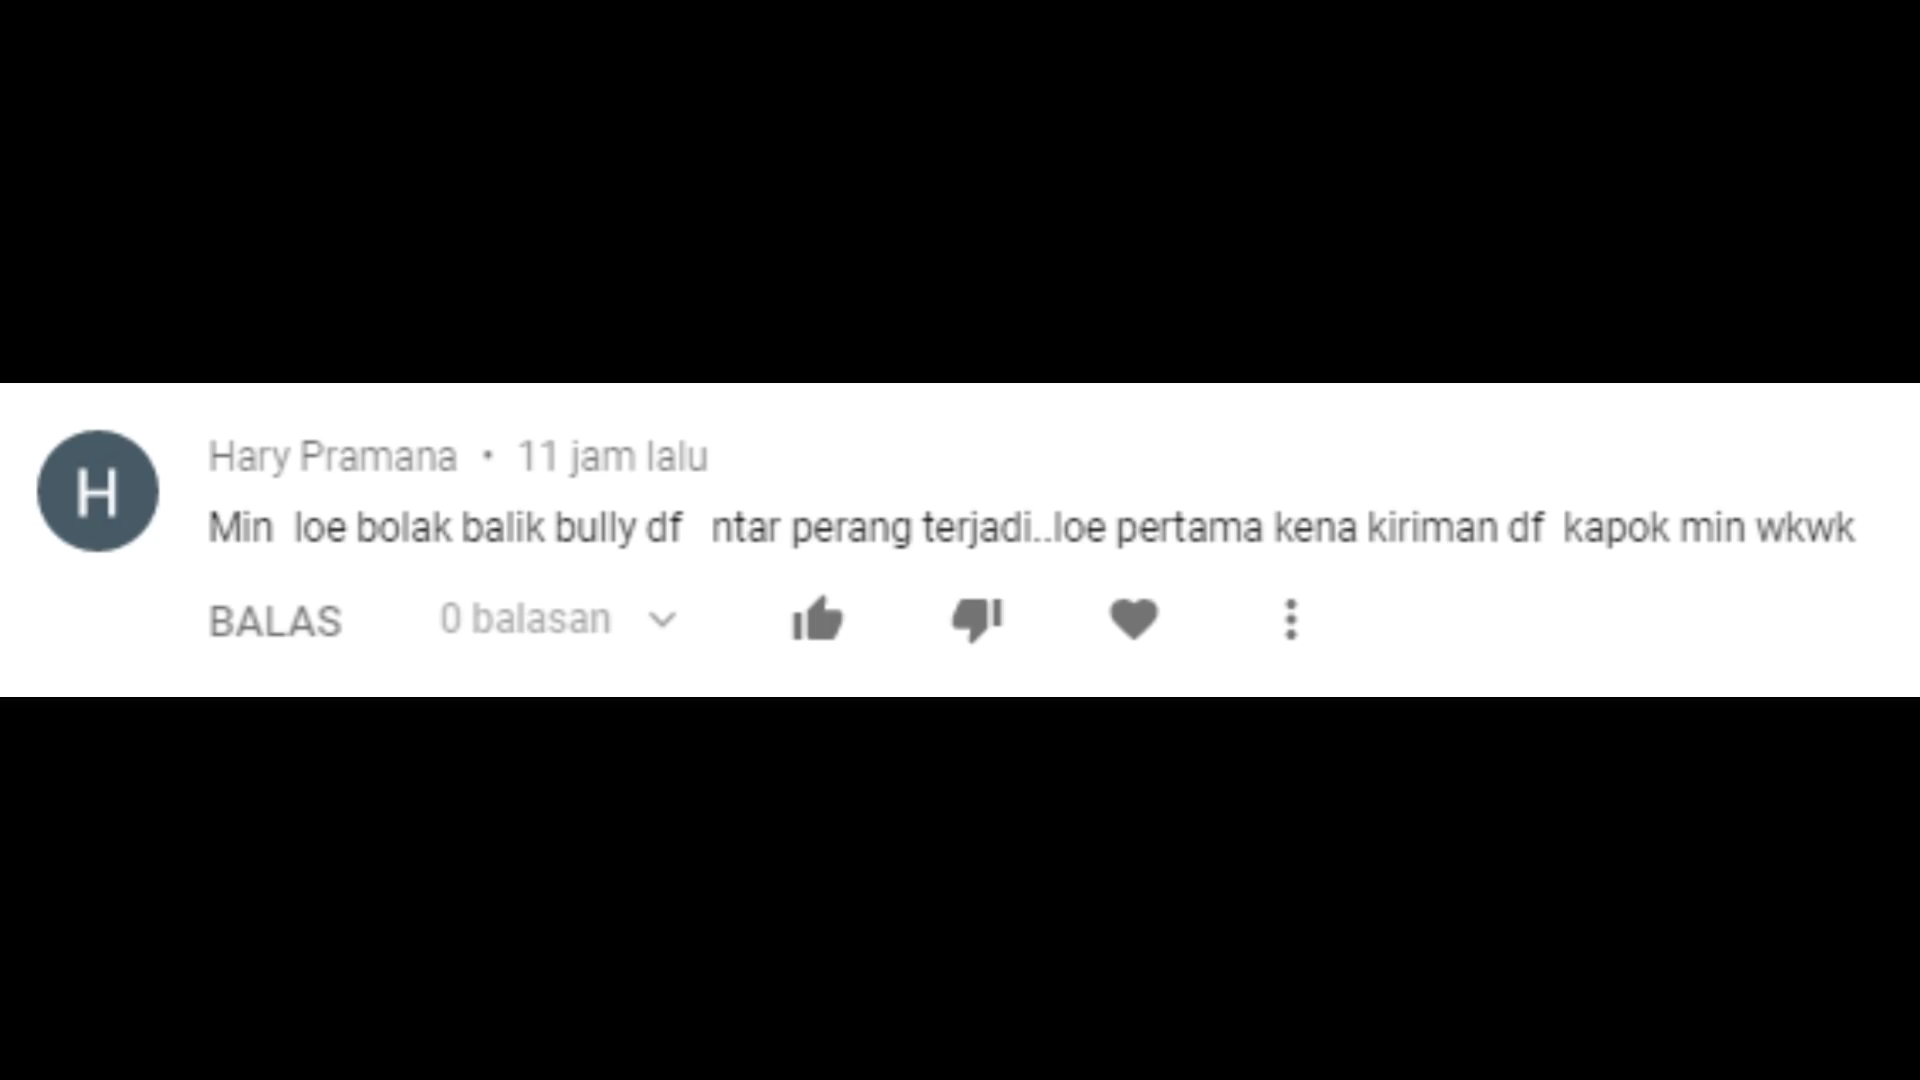 H
Hary Pramana • 11 jam lalu
Min loe bolak balik bully df ntar perang terjadi..loe pertama kena kiriman df kapok min wkwk
BALAS 0 balasan